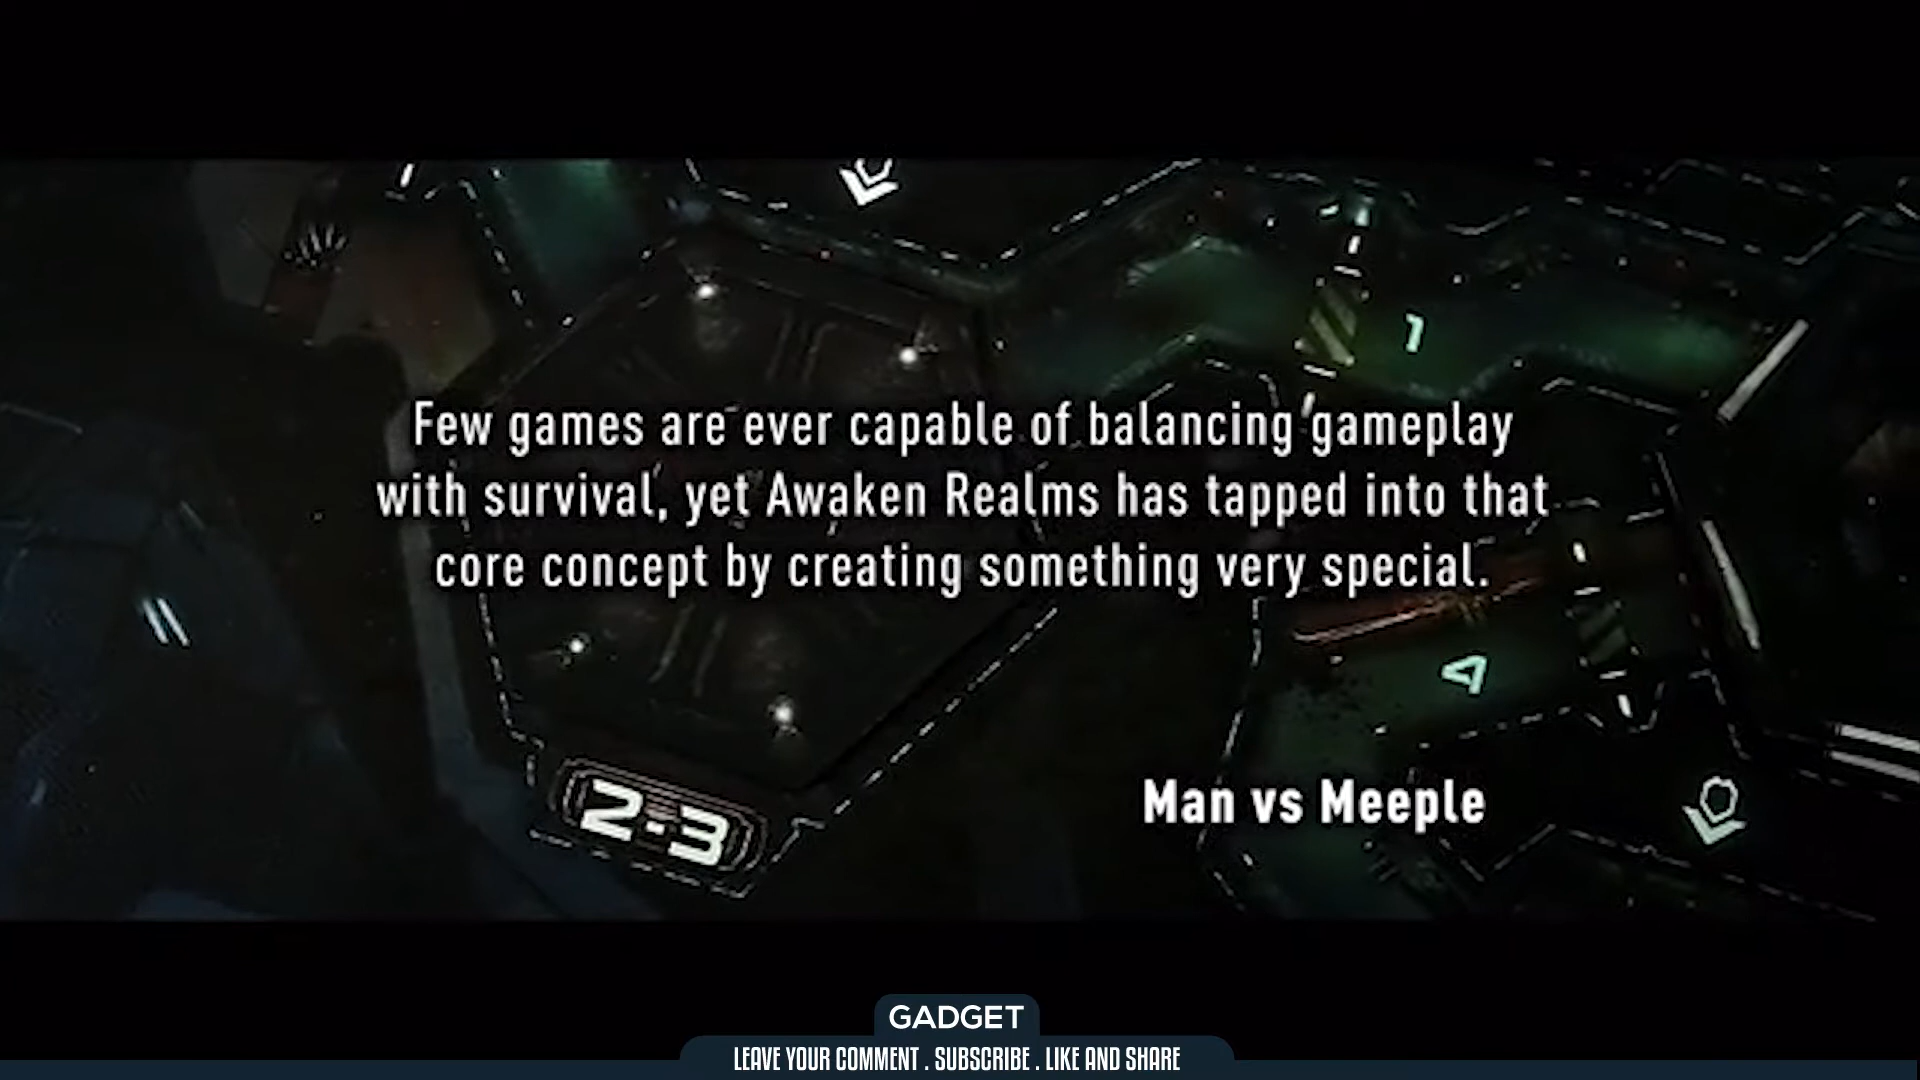 1
Few games are ever capable of balancing gameplay
with survival, yet Awaken Realms has tapped into that
core concept by creating something very special.
4
2-3
Man vs Meeple
GADGET
LEAVE YOUR COMMENT . SUBSCRIBE . LIKE AND SHARE